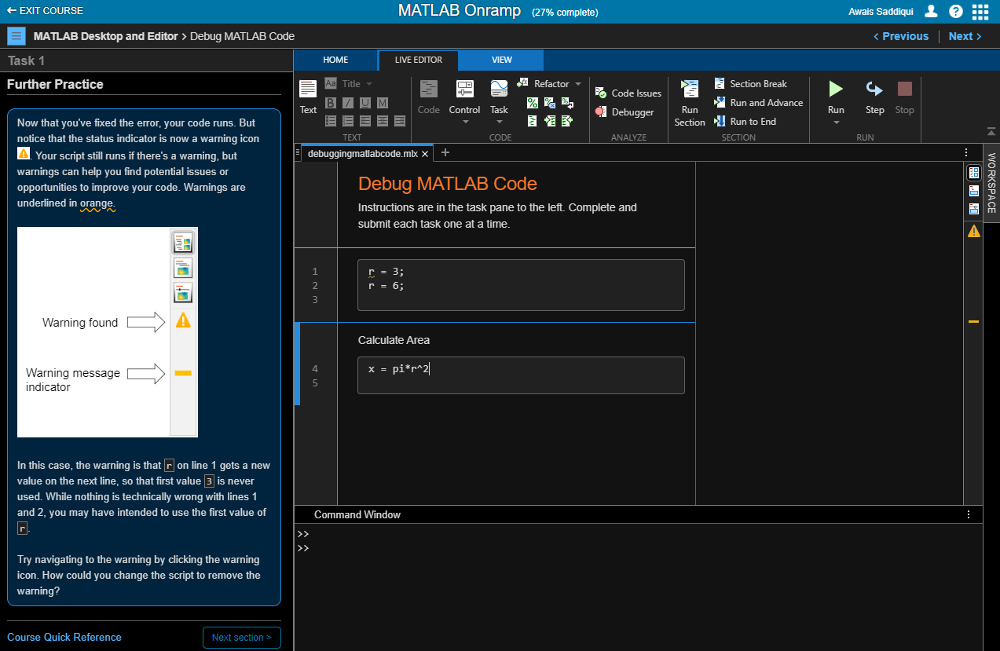 EXIT COURSE
MATLAB Onramp (27% complete)
Awais Saddiqui
MATLAB Desktop and Editor > Debug MATLAB Code
< Previous
Next >
Task 1
Further Practice
Now that you've fixed the error, your code runs. But
notice that the status indicator is now a warning icon
. Your script still runs if there's a warning, but
warnings can help you find potential issues or
opportunities to improve your code. Warnings are
underlined in orange.
Warning found
Warning message
indicator
In this case, the warning is that r on line 1 gets a new
value on the next line, so that first value 3 is never
used. While nothing is technically wrong with lines 1
and 2, you may have intended to use the first value of
r.
Try navigating to the warning by clicking the warning
icon. How could you change the script to remove the
warning?
Course Quick Reference
Next section >
HOME
LIVE EDITOR
VIEW
Text
Aa Title
B I U M
TEXT
Code
Control
Task
Refactor
CODE
Code Issues
Debugger
ANALYZE
Run
Section
Section Break
Run and Advance
Run to End
SECTION
Run
Step
Stop
RUN
debuggingmatlabcode.mlx
WORKSPACE
Debug MATLAB Code
Instructions are in the task pane to the left. Complete and
submit each task one at a time.
1 r = 3;
2 r = 6;
3
Calculate Area
4 x = pi*r^2
5
Command Window
>>
>>